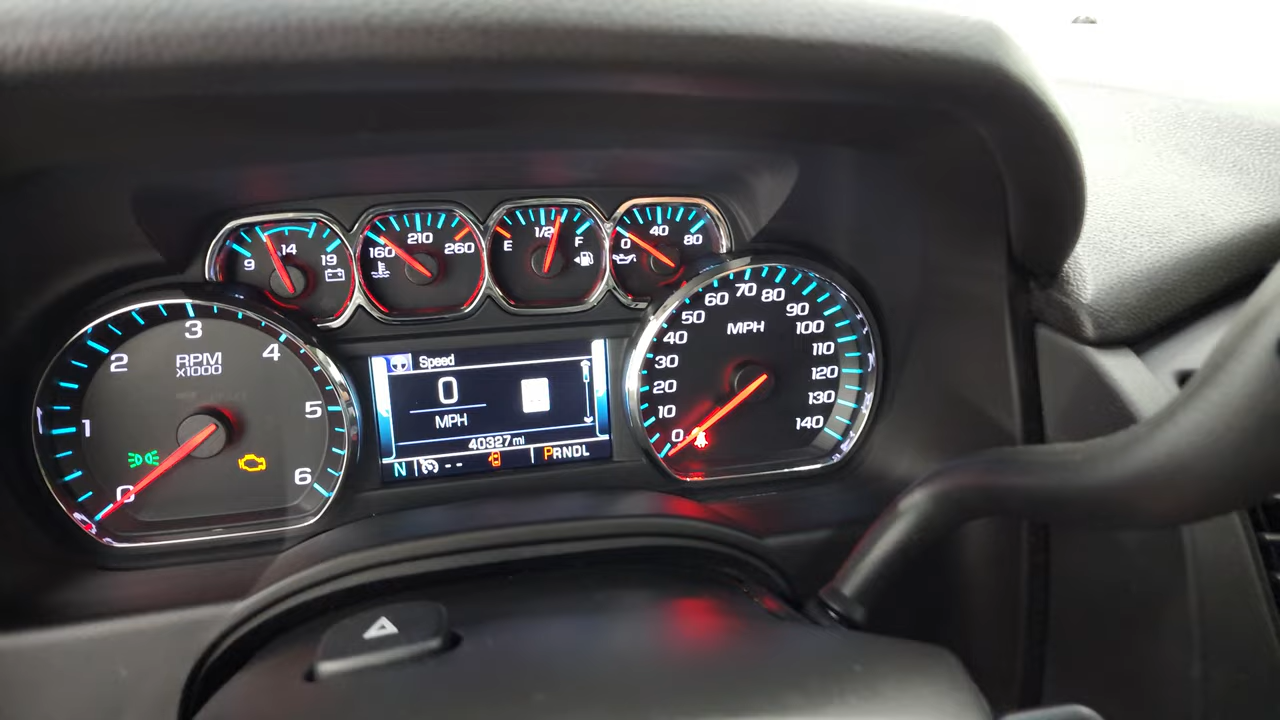 9 14 19
160 210 260
E 1/2 F
0 40 80
0 1 2 3 4 5 6
RPM
x1000
Speed
0
MPH
40327 mi
N -- PRNDL
0 10 20 30 40 50 60 70 80 90 100 110 120 130 140
MPH